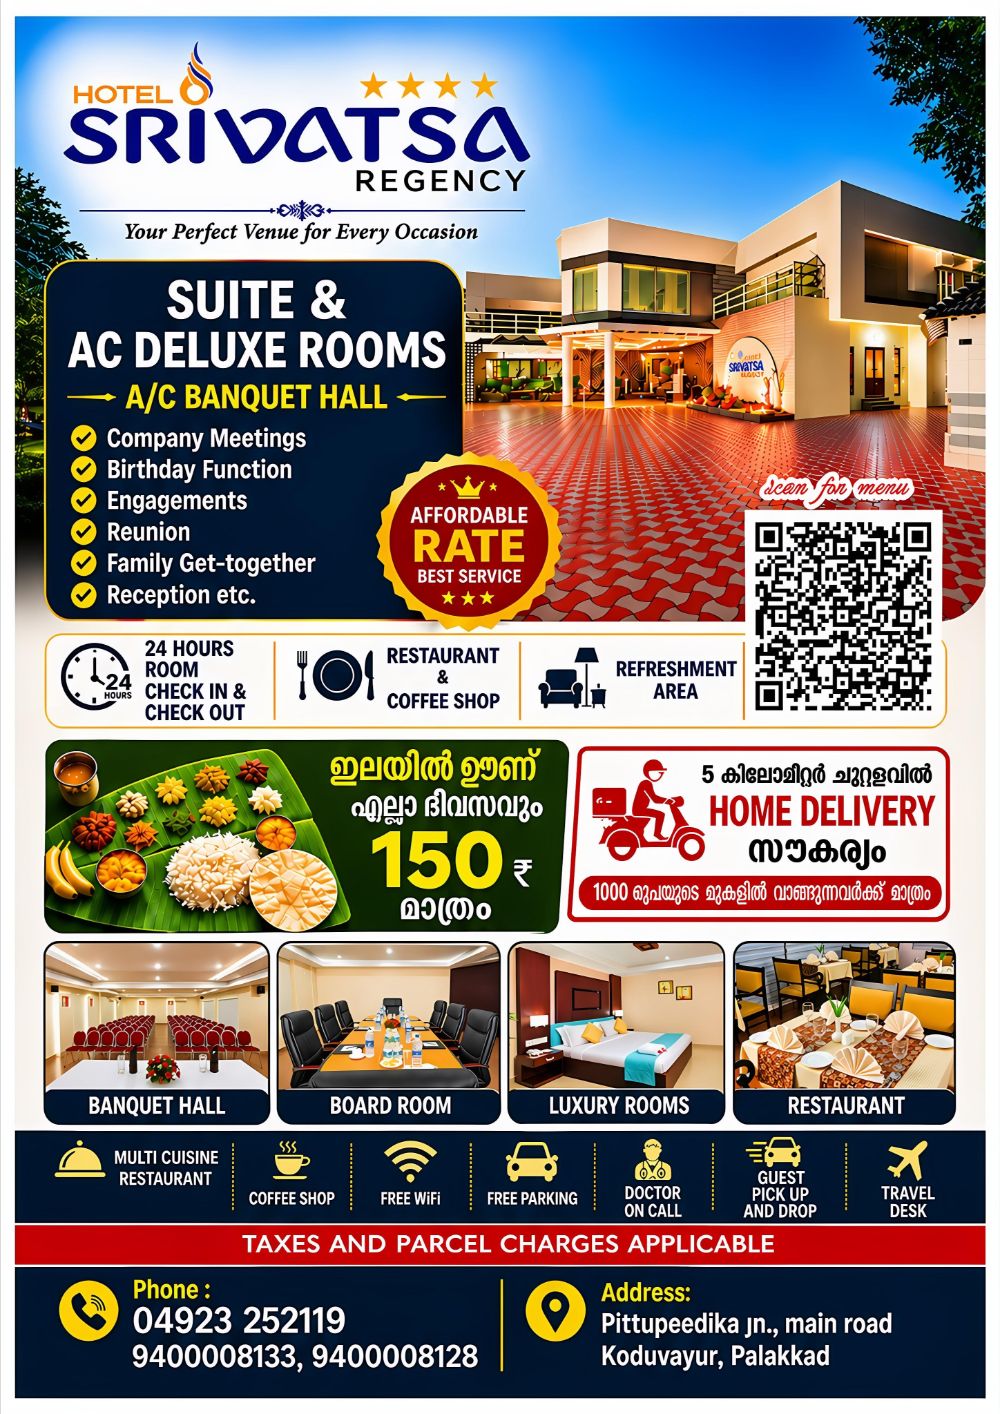 HOTEL
SRIVATSA
REGENCY
Your Perfect Venue for Every Occasion
SUITE &
AC DELUXE ROOMS
A/C BANQUET HALL
Company Meetings
Birthday Function
Engagements
Reunion
Family Get-together
Reception etc.
AFFORDABLE
RATE
BEST SERVICE
HOTEL
SRIVATSA
REGENCY
scan for menu
24
HOURS
24 HOURS
ROOM
CHECK IN &
CHECK OUT
RESTAURANT
&
COFFEE SHOP
REFRESHMENT
AREA
ഇലയിൽ ഊണ്
എല്ലാ ദിവസവും
150 ₹
മാത്രം
5 കിലോമീറ്റർ ചുറ്റളവിൽ
HOME DELIVERY
സൗകര്യം
1000 രുപയുടെ മുകളിൽ വാങ്ങുന്നവർക്ക് മാത്രം
BANQUET HALL
BOARD ROOM
LUXURY ROOMS
RESTAURANT
MULTI CUISINE
RESTAURANT
COFFEE SHOP
FREE WiFi
FREE PARKING
DOCTOR
ON CALL
GUEST
PICK UP
AND DROP
TRAVEL
DESK
TAXES AND PARCEL CHARGES APPLICABLE
Phone :
04923 252119
9400008133, 9400008128
Address:
Pittupeedika Jn., main road
Koduvayur, Palakkad